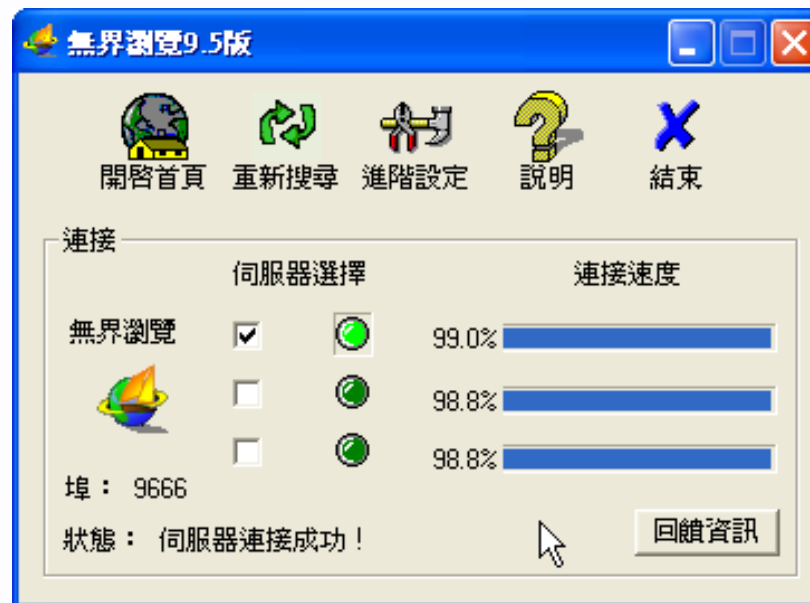 無界瀏覽9.5版
開啓首頁 重新搜尋 進階設定 說明 結束
連接
伺服器選擇 連接速度
無界瀏覽 99.0%
98.8%
98.8%
埠： 9666
狀態： 伺服器連接成功！ 回饋資訊